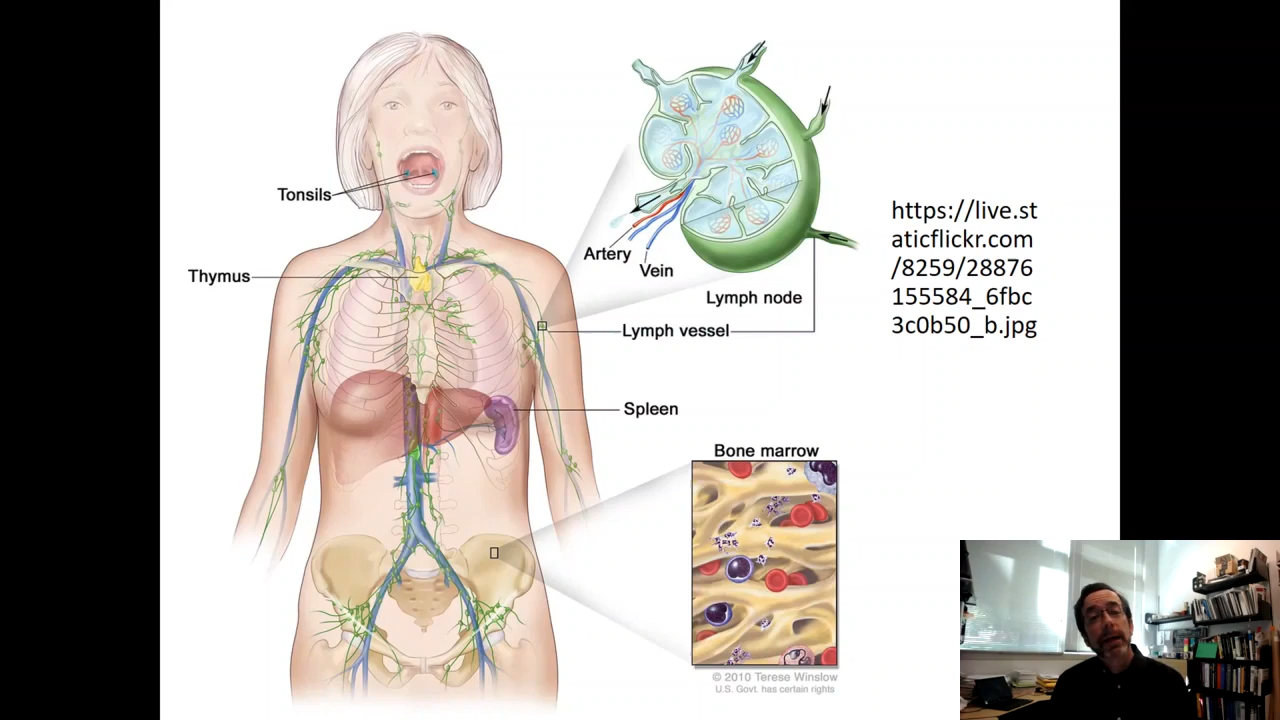 Tonsils
Thymus
Artery
Vein
Lymph node
Lymph vessel
Spleen
Bone marrow
© 2010 Terese Winslow
U.S. Govt. has certain rights
https://live.st
aticflickr.com
/8259/28876
155584_6fbc
3c0b50_b.jpg